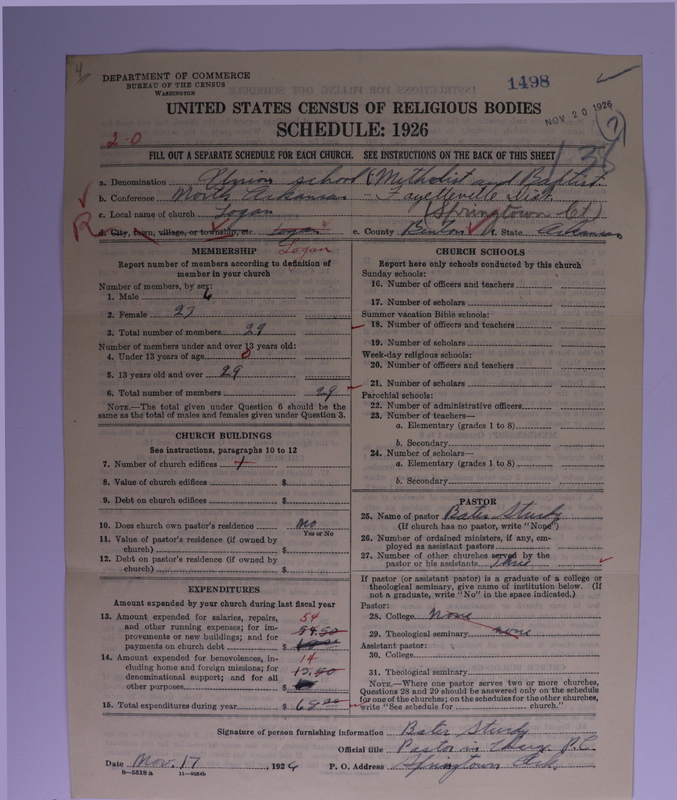 4
DEPARTMENT OF COMMERCE
BUREAU OF THE CENSUS
WASHINGTON
1498
NOV 20 1926
UNITED STATES CENSUS OF RELIGIOUS BODIES
SCHEDULE: 1926
2-0
FILL OUT A SEPARATE SCHEDULE FOR EACH CHURCH. SEE INSTRUCTIONS ON THE BACK OF THIS SHEET
a. Denomination Union school (Methodist and Baptist
b. Conference North Arkansas - Fayetteville Dist.
c. Local name of church Logan (Springtown Ct)
R d. City, town, village, or township, etc. Logan e. County Benton f. State Arkansas
Logan
MEMBERSHIP
Report number of members according to definition of
member in your church
Number of members, by sex:
1. Male
2. Female
3. Total number of members 29
Number of members under and over 13 years old:
4. Under 13 years of age 0
5. 13 years old and over 29
6. Total number of members 29
NOTE.—The total given under Question 6 should be the
same as the total of males and females given under Question 3.
CHURCH BUILDINGS
See instructions, paragraphs 10 to 12
7. Number of church edifices 1
8. Value of church edifices $
9. Debt on church edifices $
10. Does church own pastor's residence No
Yes or No
11. Value of pastor's residence (if owned by
church) $
12. Debt on pastor's residence (if owned by
church) $
EXPENDITURES
Amount expended by your church during last fiscal year
13. Amount expended for salaries, repairs, 54
and other running expenses; for im- 54.50
provements or new buildings; and for
payments on church debt $
14. Amount expended for benevolences, in- 14
cluding home and foreign missions; for 13.50
denominational support; and for all
other purposes $
15. Total expenditures during year $ 68.00
CHURCH SCHOOLS
Report here only schools conducted by this church
Sunday schools:
16. Number of officers and teachers
17. Number of scholars
Summer vacation Bible schools:
18. Number of officers and teachers
19. Number of scholars
Week-day religious schools:
20. Number of officers and teachers
21. Number of scholars
Parochial schools:
22. Number of administrative officers
23. Number of teachers—
a. Elementary (grades 1 to 8)
b. Secondary
24. Number of scholars—
a. Elementary (grades 1 to 8)
b. Secondary
PASTOR
25. Name of pastor Bates Sturdy
(If church has no pastor, write "None")
26. Number of ordained ministers, if any, em-
ployed as assistant pastors
27. Number of other churches served by the
pastor or his assistants three
If pastor (or assistant pastor) is a graduate of a college or
theological seminary, give name of institution below. (If
not a graduate, write "No" in the space indicated.)
Pastor:
28. College None
29. Theological seminary none
Assistant pastor:
30. College
31. Theological seminary
NOTE.—Where one pastor serves two or more churches,
Questions 28 and 29 should be answered only on the schedule
for one of the churches; on the schedules for the other churches,
write "See schedule for church."
Signature of person furnishing information Bates Sturdy
Official title Pastor in Charge P.C.
Date Nov. 17, 1926 P. O. Address Springtown Ark.
8—5518a 11—9084b